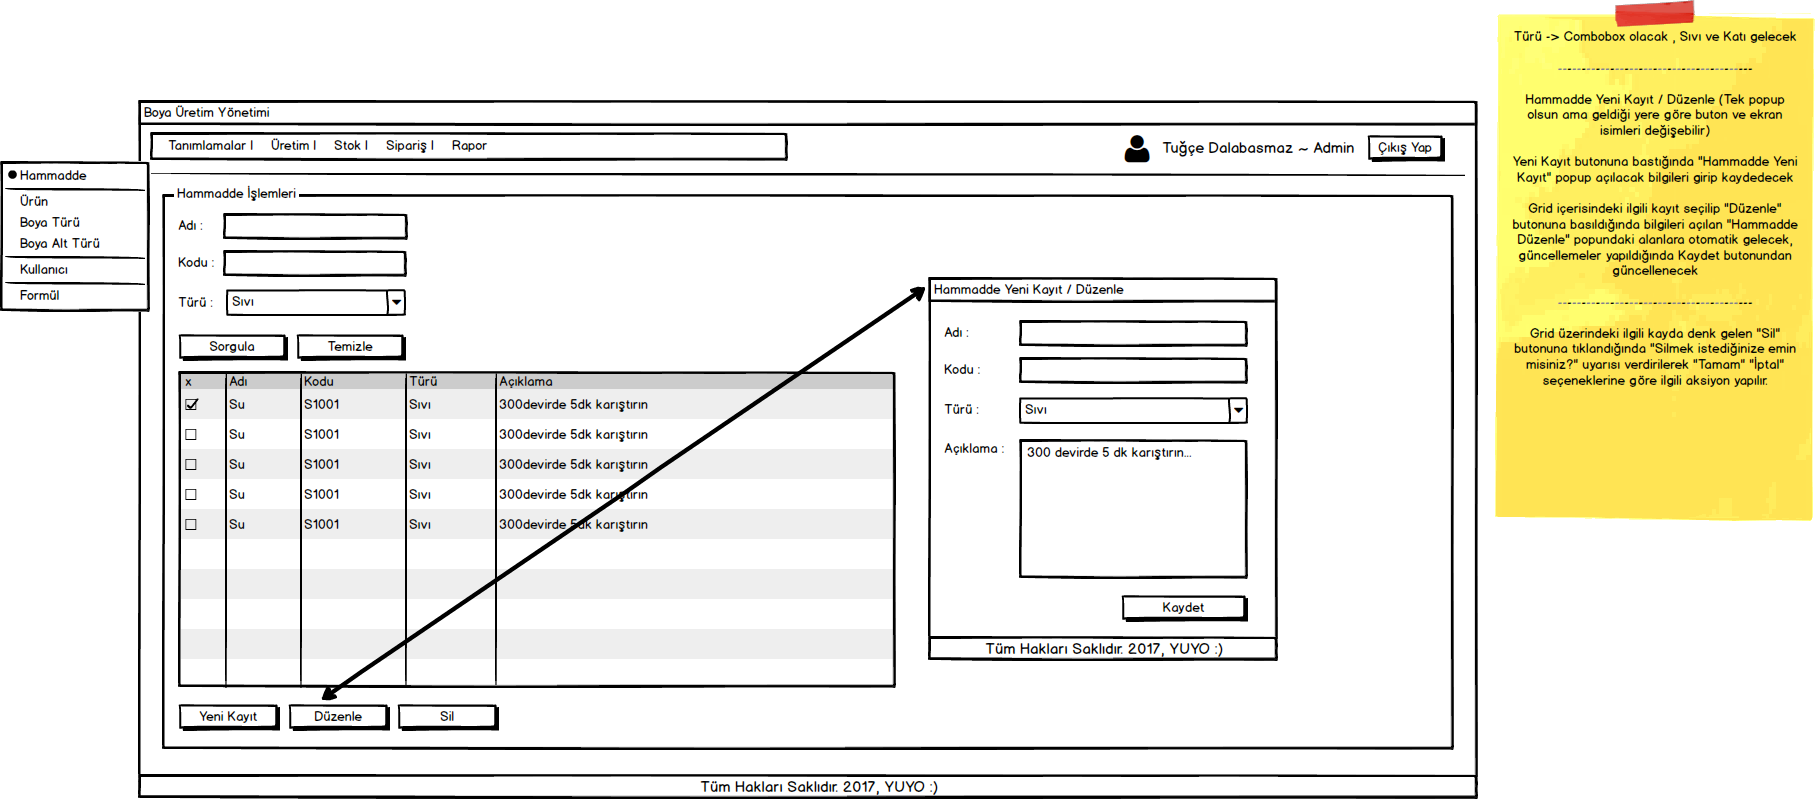 Boya Üretim Yönetimi
Tanımlamalar | Üretim | Stok | Sipariş | Rapor
Tuğçe Dalabasmaz ~ Admin
Çıkış Yap
Hammadde
Ürün
Boya Türü
Boya Alt Türü
Kullanıcı
Formül
Hammadde İşlemleri
Adı :
Kodu :
Türü : Sıvı
Sorgula Temizle
x Adı Kodu Türü Açıklama
Su S1001 Sıvı 300devirde 5dk karıştırın
Su S1001 Sıvı 300devirde 5dk karıştırın
Su S1001 Sıvı 300devirde 5dk karıştırın
Su S1001 Sıvı 300devirde 5dk karıştırın
Su S1001 Sıvı 300devirde 5dk karıştırın
Yeni Kayıt Düzenle Sil
Hammadde Yeni Kayıt / Düzenle
Adı :
Kodu :
Türü : Sıvı
Açıklama : 300 devirde 5 dk karıştırın...
Kaydet
Tüm Hakları Saklıdır. 2017, YUYO :)
Tüm Hakları Saklıdır. 2017, YUYO :)
Türü -> Combobox olacak , Sıvı ve Katı gelecek
-----------------------------------
Hammadde Yeni Kayıt / Düzenle (Tek popup
olsun ama geldiği yere göre buton ve ekran
isimleri değişebilir)
Yeni Kayıt butonuna bastığında "Hammadde Yeni
Kayıt" popup açılacak bilgileri girip kaydedecek
Grid içerisindeki ilgili kayıt seçilip "Düzenle"
butonuna basıldığında bilgileri açılan "Hammadde
Düzenle" popundaki alanlara otomatik gelecek,
güncellemeler yapıldığında Kaydet butonundan
güncellenecek
-----------------------------------
Grid üzerindeki ilgili kayda denk gelen "Sil"
butonuna tıklandığında "Silmek istediğinize emin
misiniz?" uyarısı verdirilerek "Tamam" "İptal"
seçeneklerine göre ilgili aksiyon yapılır.